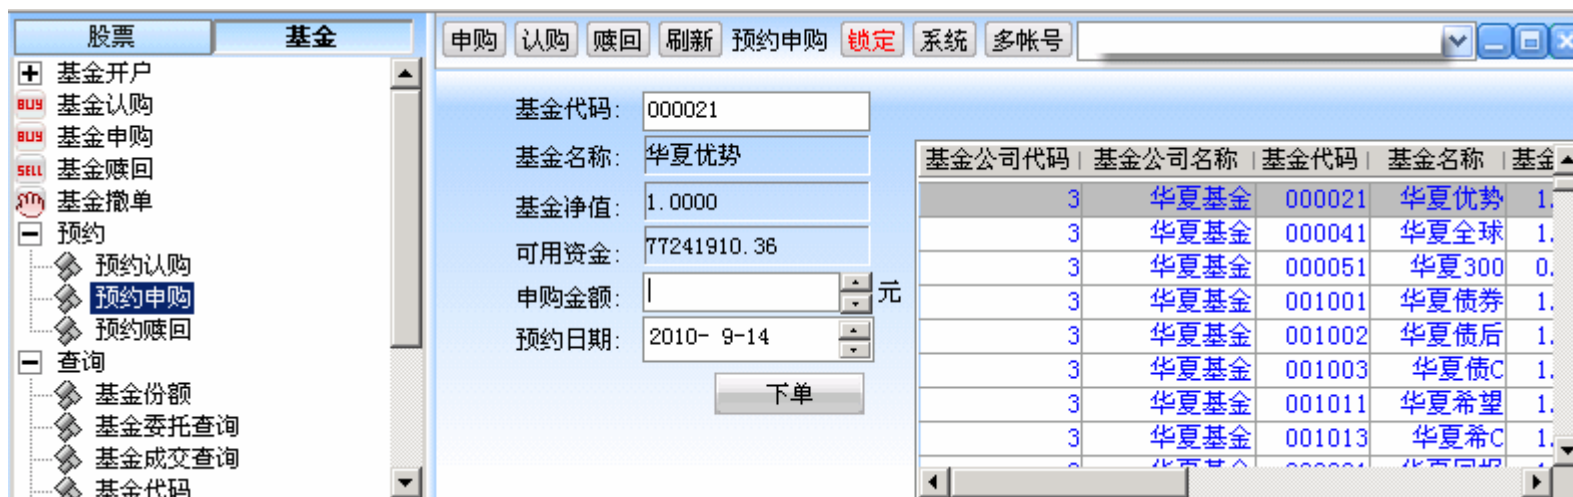 股票 基金
基金开户
BUY 基金认购
BUY 基金申购
SELL 基金赎回
基金撤单
预约
预约认购
预约申购
预约赎回
查询
基金份额
基金委托查询
基金成交查询
基金代码
申购 认购 赎回 刷新 预约申购 锁定 系统 多帐号
基金代码: 000021
基金名称: 华夏优势
基金净值: 1.0000
可用资金: 77241910.36
申购金额: 元
预约日期: 2010- 9-14
下单
基金公司代码 基金公司名称 基金代码 基金名称 基金
3 华夏基金 000021 华夏优势 1.
3 华夏基金 000041 华夏全球 1.
3 华夏基金 000051 华夏300 0.
3 华夏基金 001001 华夏债券 1.
3 华夏基金 001002 华夏债后 1.
3 华夏基金 001003 华夏债C 1.
3 华夏基金 001011 华夏希望 1.
3 华夏基金 001013 华夏希C 1.